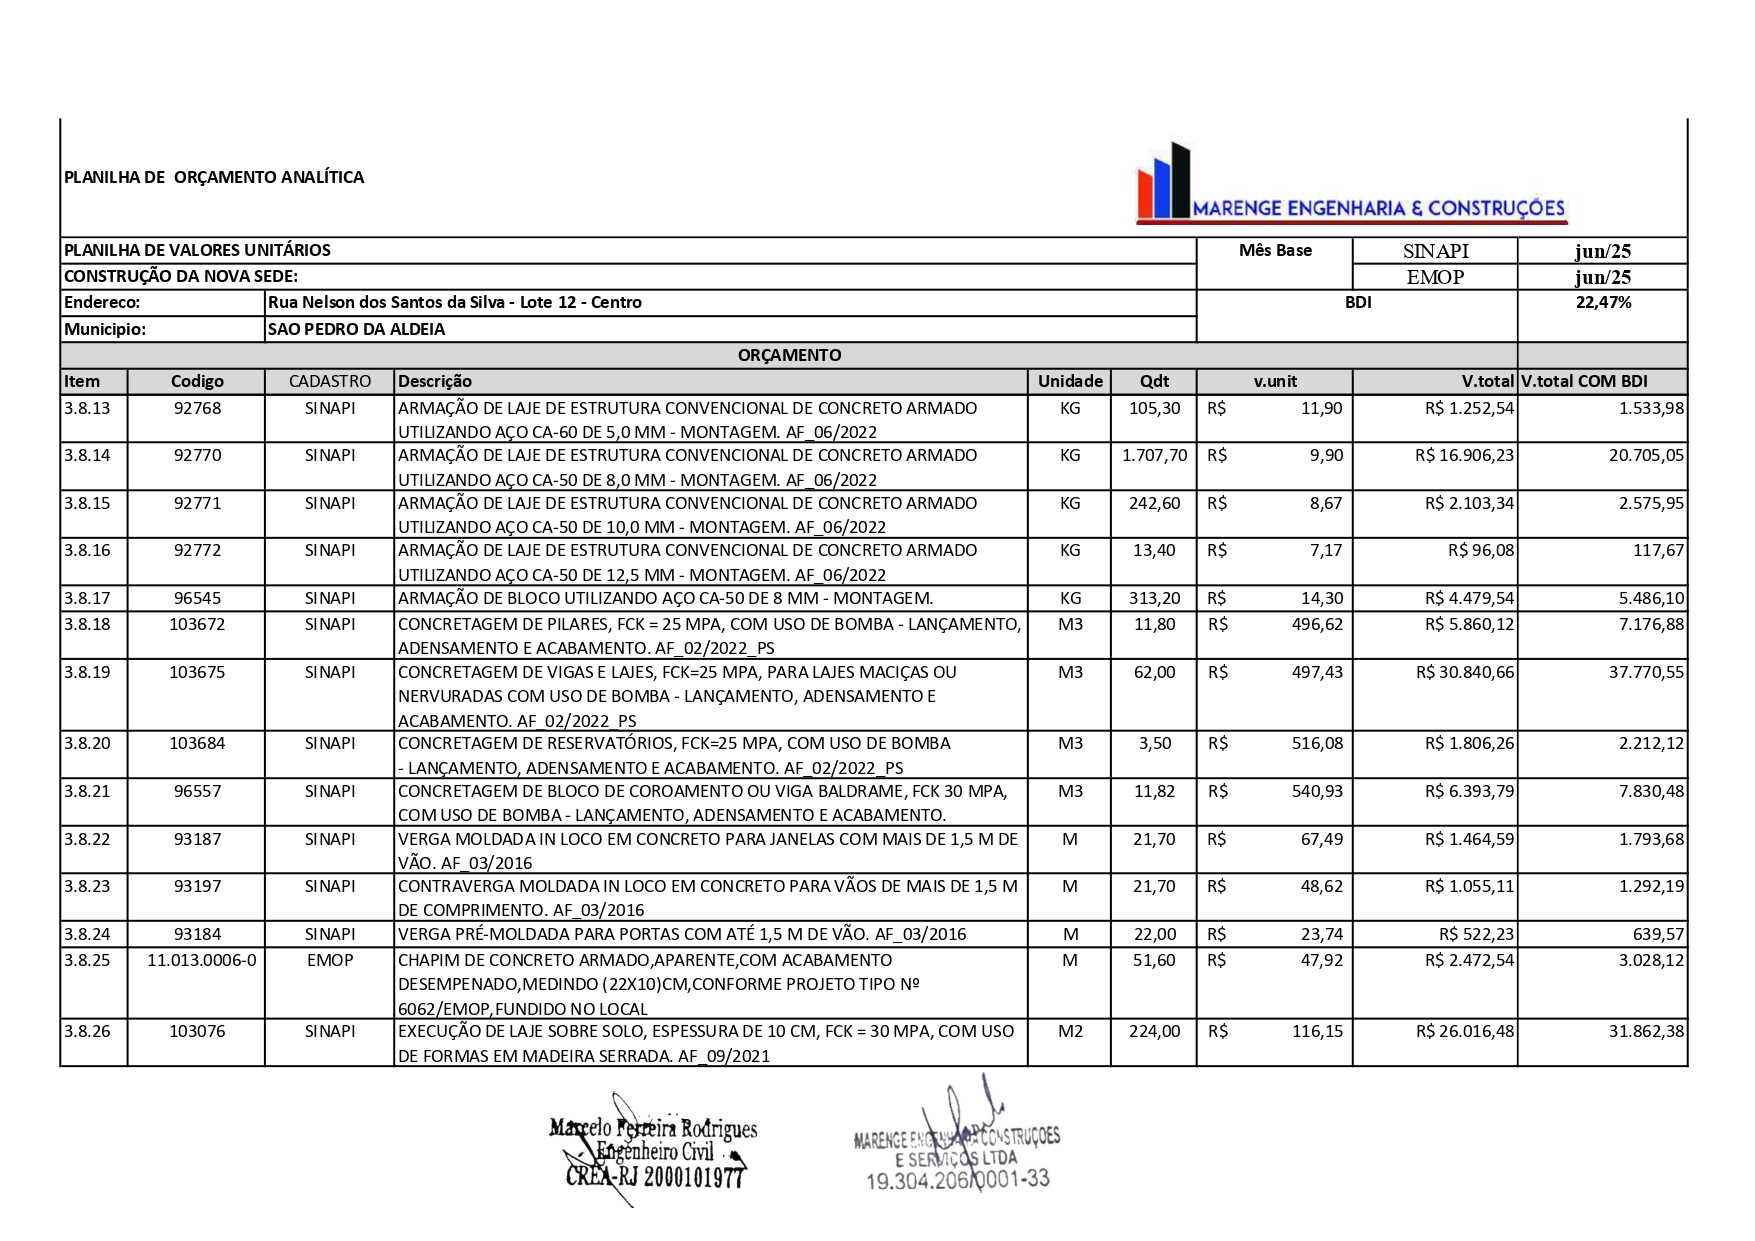 PLANILHA DE  ORÇAMENTO ANALÍTICA
MARENGE ENGENHARIA & CONSTRUÇÕES
PLANILHA DE VALORES UNITÁRIOS Mês Base SINAPI jun/25
CONSTRUÇÃO DA NOVA SEDE: EMOP jun/25
Endereco: Rua Nelson dos Santos da Silva - Lote 12 - Centro BDI 22,47%
Municipio: SAO PEDRO DA ALDEIA
ORÇAMENTO
Item Codigo CADASTRO Descrição Unidade Qdt v.unit V.total V.total COM BDI
3.8.13 92768 SINAPI ARMAÇÃO DE LAJE DE ESTRUTURA CONVENCIONAL DE CONCRETO ARMADO KG 105,30 R$ 11,90 R$ 1.252,54 1.533,98
UTILIZANDO AÇO CA-60 DE 5,0 MM - MONTAGEM. AF_06/2022
3.8.14 92770 SINAPI ARMAÇÃO DE LAJE DE ESTRUTURA CONVENCIONAL DE CONCRETO ARMADO KG 1.707,70 R$ 9,90 R$ 16.906,23 20.705,05
UTILIZANDO AÇO CA-50 DE 8,0 MM - MONTAGEM. AF_06/2022
3.8.15 92771 SINAPI ARMAÇÃO DE LAJE DE ESTRUTURA CONVENCIONAL DE CONCRETO ARMADO KG 242,60 R$ 8,67 R$ 2.103,34 2.575,95
UTILIZANDO AÇO CA-50 DE 10,0 MM - MONTAGEM. AF_06/2022
3.8.16 92772 SINAPI ARMAÇÃO DE LAJE DE ESTRUTURA CONVENCIONAL DE CONCRETO ARMADO KG 13,40 R$ 7,17 R$ 96,08 117,67
UTILIZANDO AÇO CA-50 DE 12,5 MM - MONTAGEM. AF_06/2022
3.8.17 96545 SINAPI ARMAÇÃO DE BLOCO UTILIZANDO AÇO CA-50 DE 8 MM - MONTAGEM. KG 313,20 R$ 14,30 R$ 4.479,54 5.486,10
3.8.18 103672 SINAPI CONCRETAGEM DE PILARES, FCK = 25 MPA, COM USO DE BOMBA - LANÇAMENTO, M3 11,80 R$ 496,62 R$ 5.860,12 7.176,88
ADENSAMENTO E ACABAMENTO. AF_02/2022_PS
3.8.19 103675 SINAPI CONCRETAGEM DE VIGAS E LAJES, FCK=25 MPA, PARA LAJES MACIÇAS OU M3 62,00 R$ 497,43 R$ 30.840,66 37.770,55
NERVURADAS COM USO DE BOMBA - LANÇAMENTO, ADENSAMENTO E
ACABAMENTO. AF_02/2022_PS
3.8.20 103684 SINAPI CONCRETAGEM DE RESERVATÓRIOS, FCK=25 MPA, COM USO DE BOMBA M3 3,50 R$ 516,08 R$ 1.806,26 2.212,12
- LANÇAMENTO, ADENSAMENTO E ACABAMENTO. AF_02/2022_PS
3.8.21 96557 SINAPI CONCRETAGEM DE BLOCO DE COROAMENTO OU VIGA BALDRAME, FCK 30 MPA, M3 11,82 R$ 540,93 R$ 6.393,79 7.830,48
COM USO DE BOMBA - LANÇAMENTO, ADENSAMENTO E ACABAMENTO.
3.8.22 93187 SINAPI VERGA MOLDADA IN LOCO EM CONCRETO PARA JANELAS COM MAIS DE 1,5 M DE M 21,70 R$ 67,49 R$ 1.464,59 1.793,68
VÃO. AF_03/2016
3.8.23 93197 SINAPI CONTRAVERGA MOLDADA IN LOCO EM CONCRETO PARA VÃOS DE MAIS DE 1,5 M M 21,70 R$ 48,62 R$ 1.055,11 1.292,19
DE COMPRIMENTO. AF_03/2016
3.8.24 93184 SINAPI VERGA PRÉ-MOLDADA PARA PORTAS COM ATÉ 1,5 M DE VÃO. AF_03/2016 M 22,00 R$ 23,74 R$ 522,23 639,57
3.8.25 11.013.0006-0 EMOP CHAPIM DE CONCRETO ARMADO,APARENTE,COM ACABAMENTO M 51,60 R$ 47,92 R$ 2.472,54 3.028,12
DESEMPENADO,MEDINDO (22X10)CM,CONFORME PROJETO TIPO Nº
6062/EMOP,FUNDIDO NO LOCAL
3.8.26 103076 SINAPI EXECUÇÃO DE LAJE SOBRE SOLO, ESPESSURA DE 10 CM, FCK = 30 MPA, COM USO M2 224,00 R$ 116,15 R$ 26.016,48 31.862,38
DE FORMAS EM MADEIRA SERRADA. AF_09/2021
Marcelo Ferreira Rodrigues
Engenheiro Civil
CREA-RJ 2000101977
MARENGE ENGENHARIA CONSTRUÇOES
E SERVIÇOS LTDA
19.304.206/0001-33